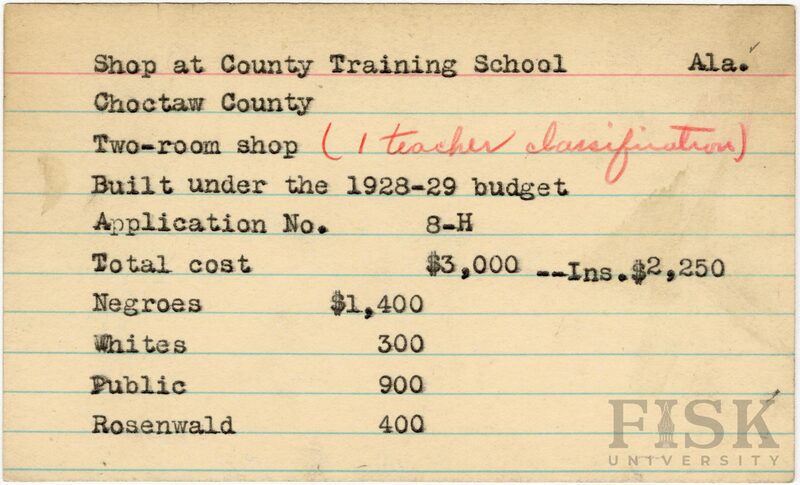 Shop at County Training School Ala.
Choctaw County
Two-room shop (1 teacher classification)
Built under the 1928-29 budget
Application No. 8-H
Total cost $3,000 --Ins.$2,250
Negroes $1,400
Whites 300
Public 900
Rosenwald 400
FISK
UNIVERSITY